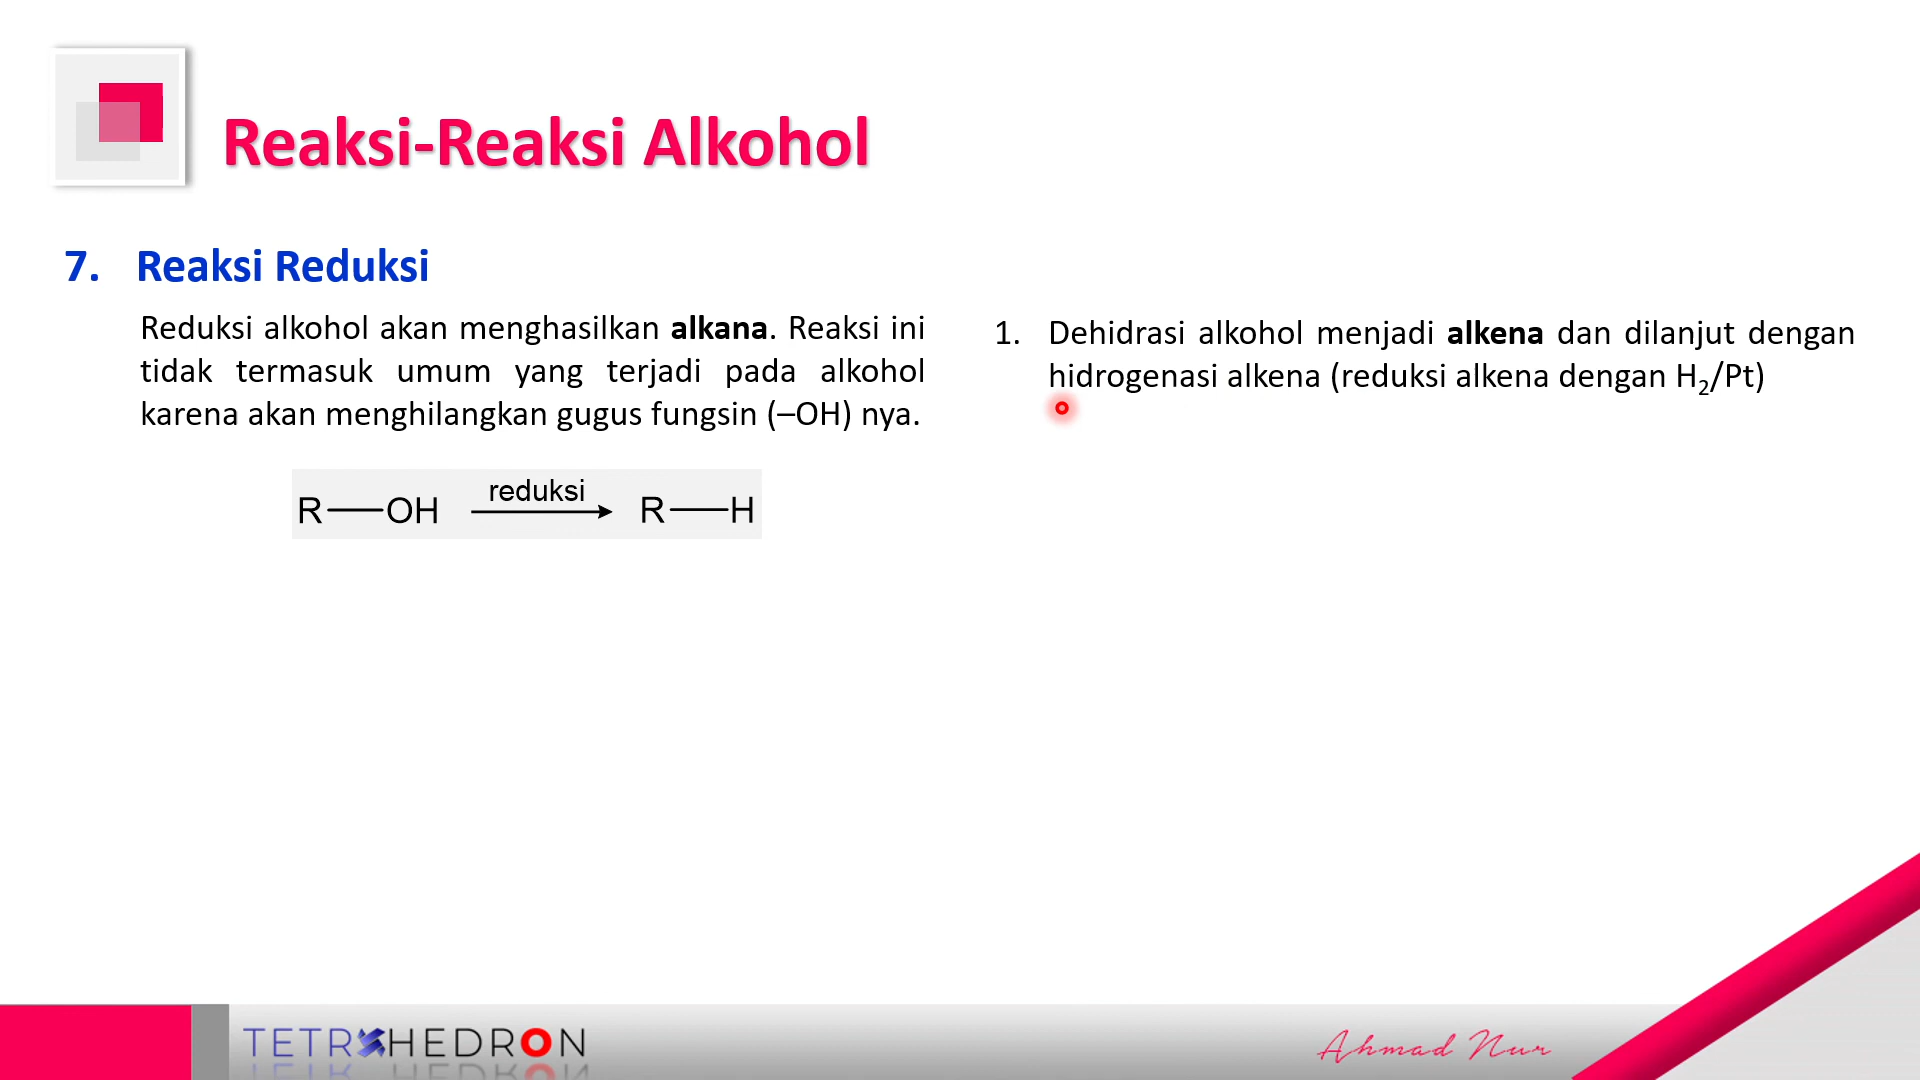 Reaksi-Reaksi Alkohol
7. Reaksi Reduksi
Reduksi alkohol akan menghasilkan alkana. Reaksi ini
tidak termasuk umum yang terjadi pada alkohol
karena akan menghilangkan gugus fungsin (–OH) nya.
R—OH reduksi R—H
1. Dehidrasi alkohol menjadi alkena dan dilanjut dengan
hidrogenasi alkena (reduksi alkena dengan H₂/Pt)
TETRAHEDRON
Ahmad Nur